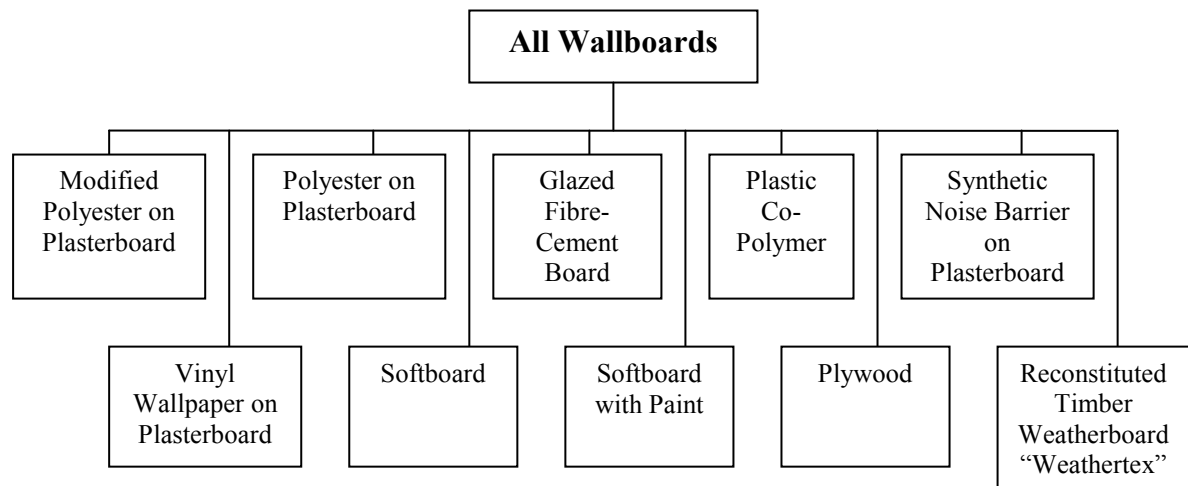 All Wallboards
Modified
Polyester on
Plasterboard
Polyester on
Plasterboard
Glazed
Fibre-
Cement
Board
Plastic
Co-
Polymer
Synthetic
Noise Barrier
on
Plasterboard
Vinyl
Wallpaper on
Plasterboard
Softboard
Softboard
with Paint
Plywood
Reconstituted
Timber
Weatherboard
“Weathertex”